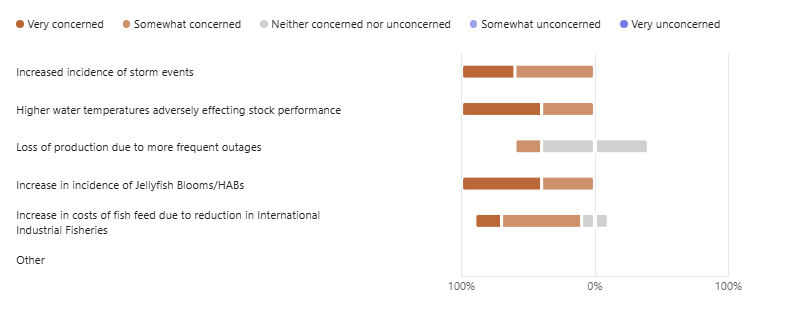 Very concerned Somewhat concerned Neither concerned nor unconcerned Somewhat unconcerned Very unconcerned
Increased incidence of storm events
Higher water temperatures adversely effecting stock performance
Loss of production due to more frequent outages
Increase in incidence of Jellyfish Blooms/HABs
Increase in costs of fish feed due to reduction in International
Industrial Fisheries
Other
100% 0% 100%